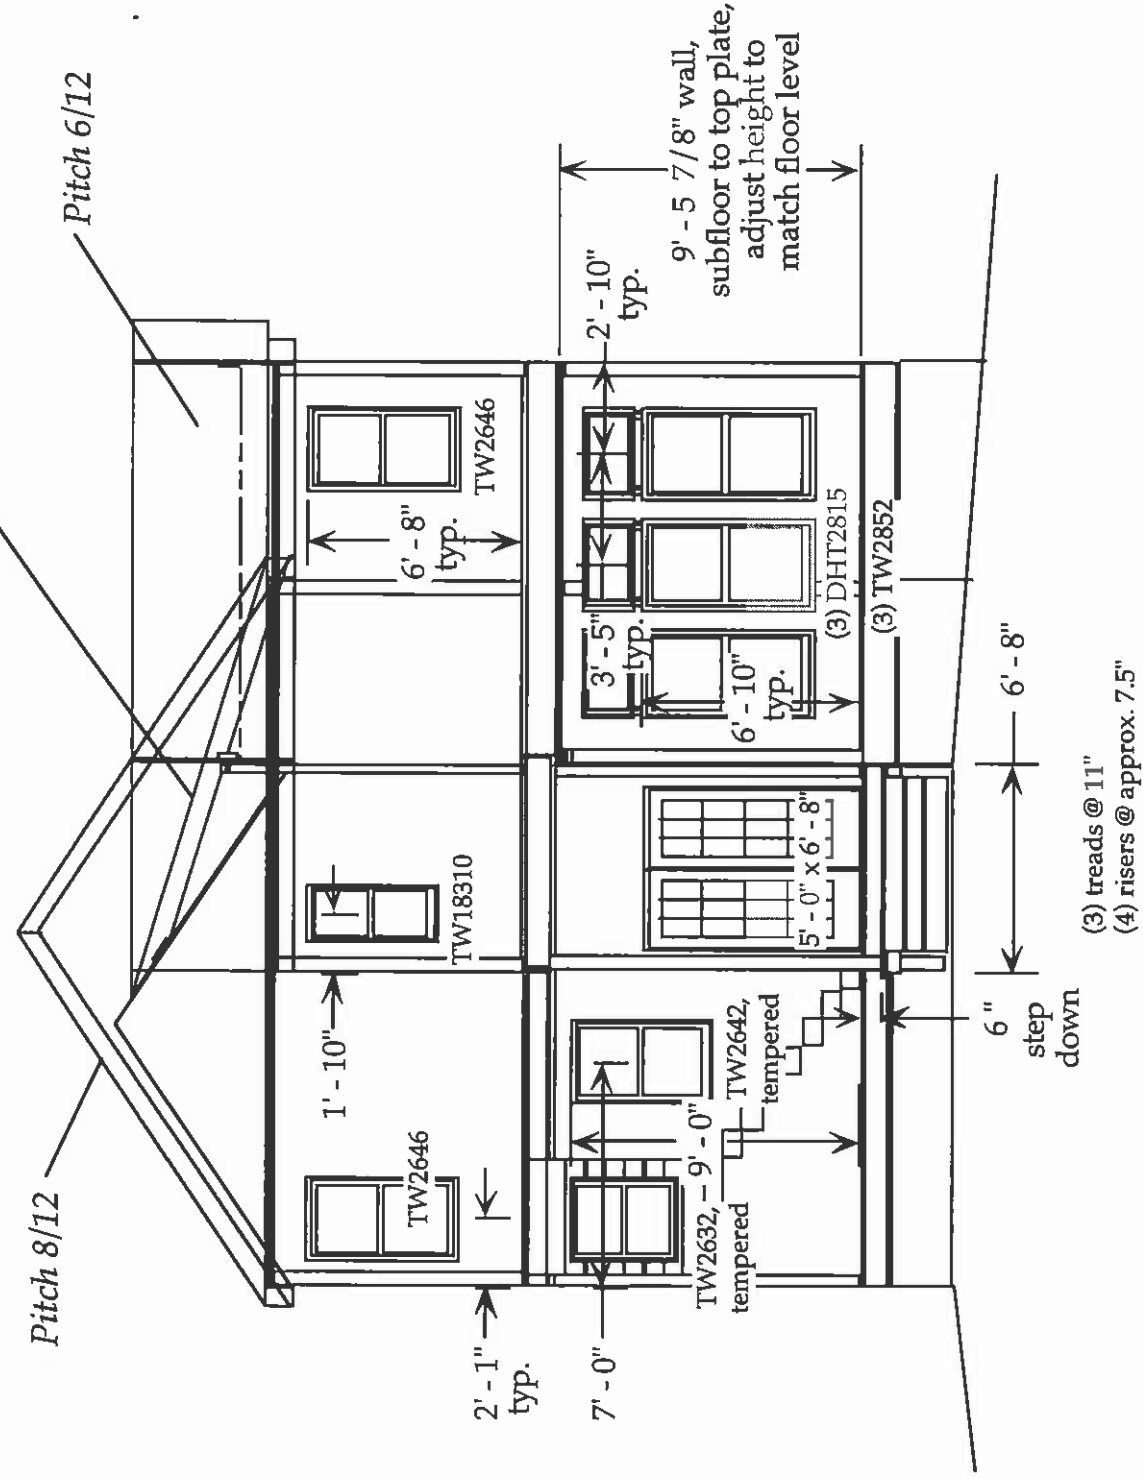 Pitch 8/12
Pitch 6/12
TW2646
1' - 10"
TW18310
6' - 8"
typ.
TW2646
2' - 1"
typ.
7' - 0"
9' - 0"
TW2632,
tempered
TW2642,
tempered
5' - 0" x 6' - 8"
3' - 5"
typ.
6' - 10"
typ.
2' - 10"
typ.
(3) DHT2815
(3) TW2852
9' - 5 7/8" wall,
subfloor to top plate,
adjust height to
match floor level
6"
step
down
6' - 8"
(3) treads @ 11"
(4) risers @ approx. 7.5"